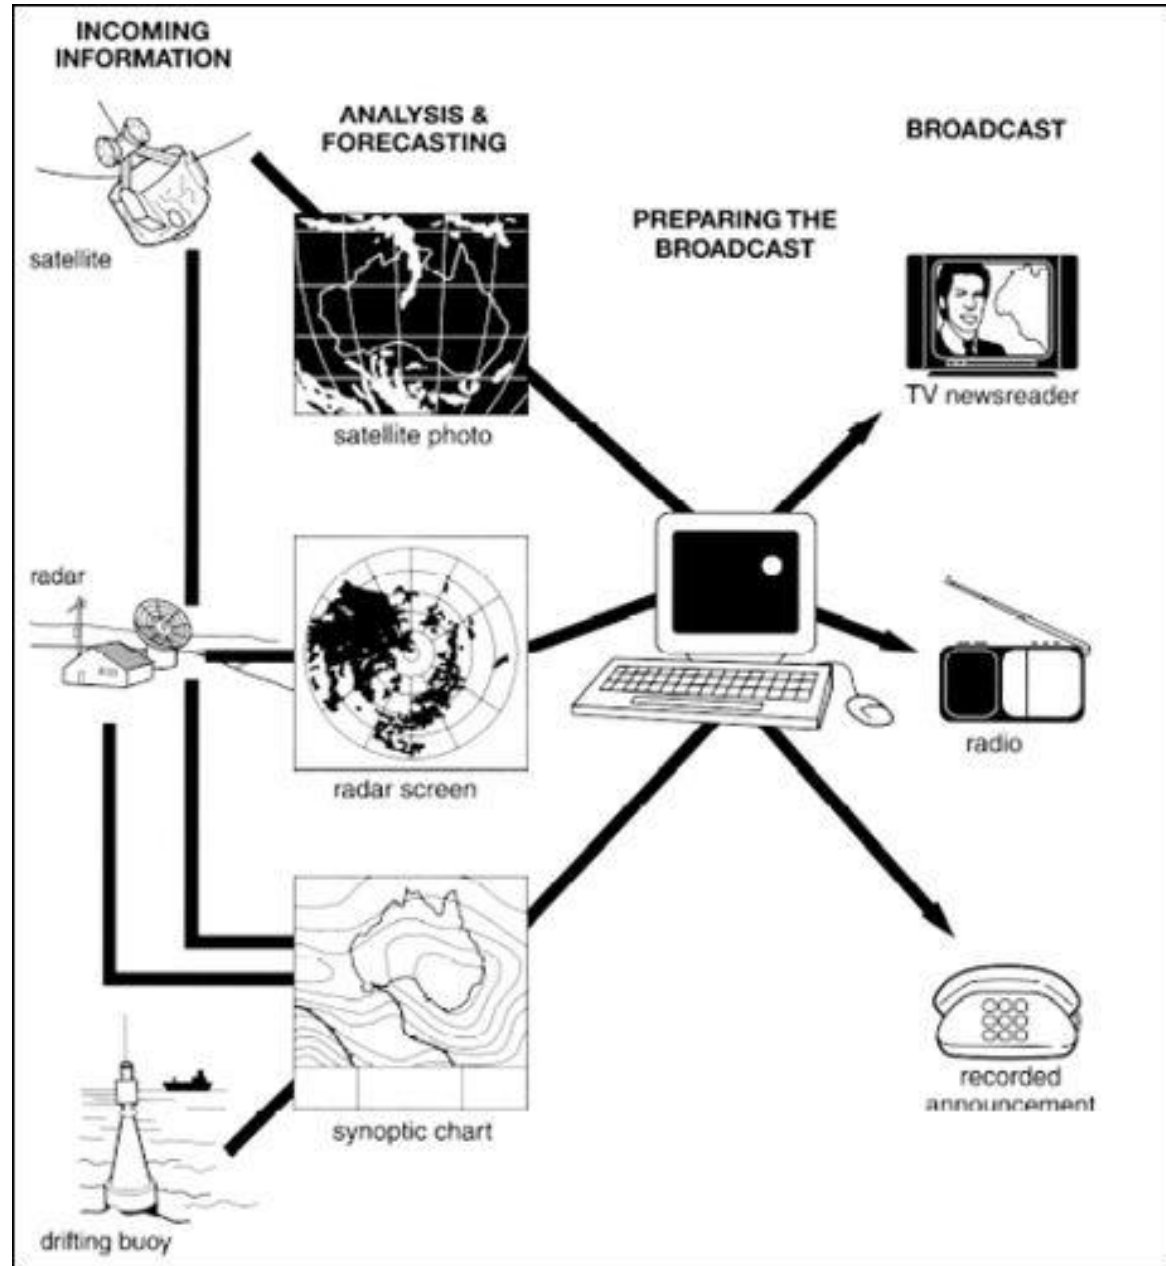 INCOMING
INFORMATION
ANALYSIS &
FORECASTING
BROADCAST
PREPARING THE
BROADCAST
satellite
satellite photo
TV newsreader
radar
radar screen
radio
synoptic chart
recorded
announcement
drifting buoy